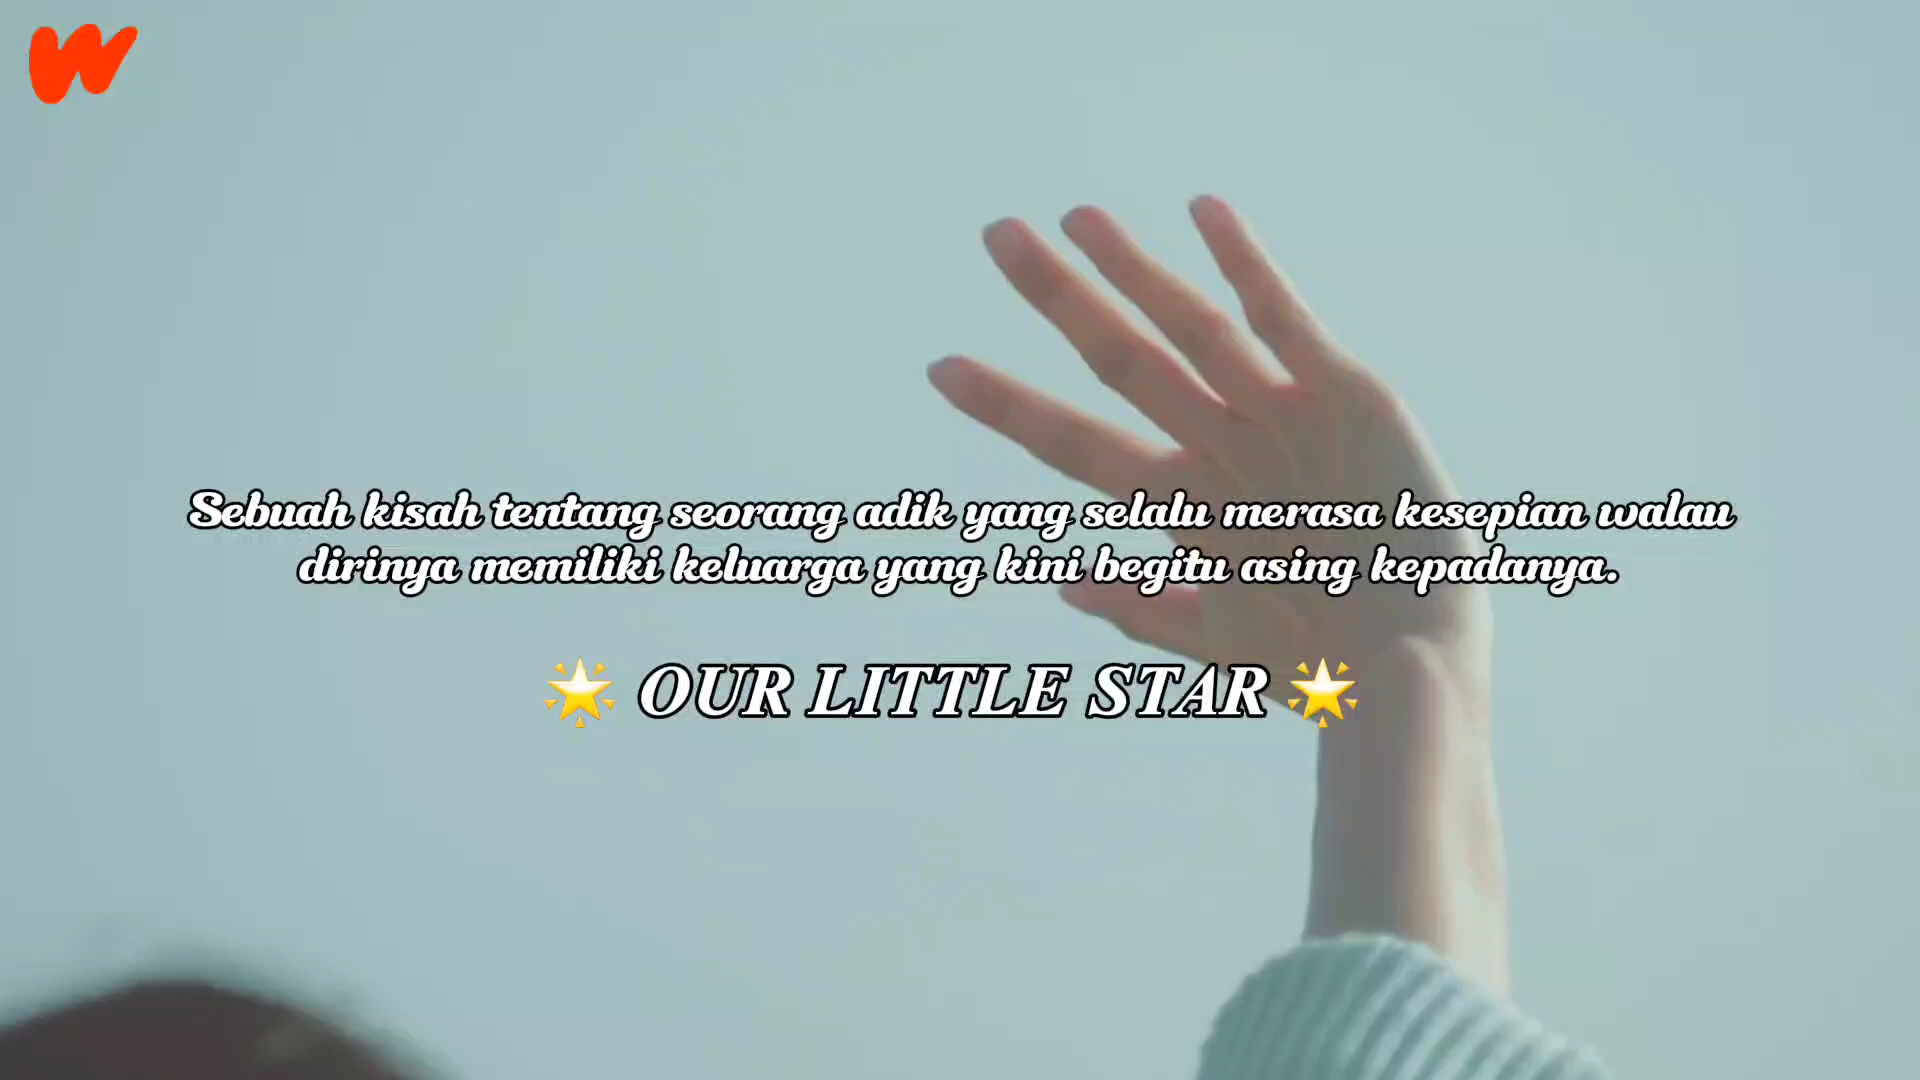 Sebuah kisah tentang seorang adik yang selalu merasa kesepian walau
dirinya memiliki keluarga yang kini begitu asing kepadanya.
🌟 OUR LITTLE STAR 🌟